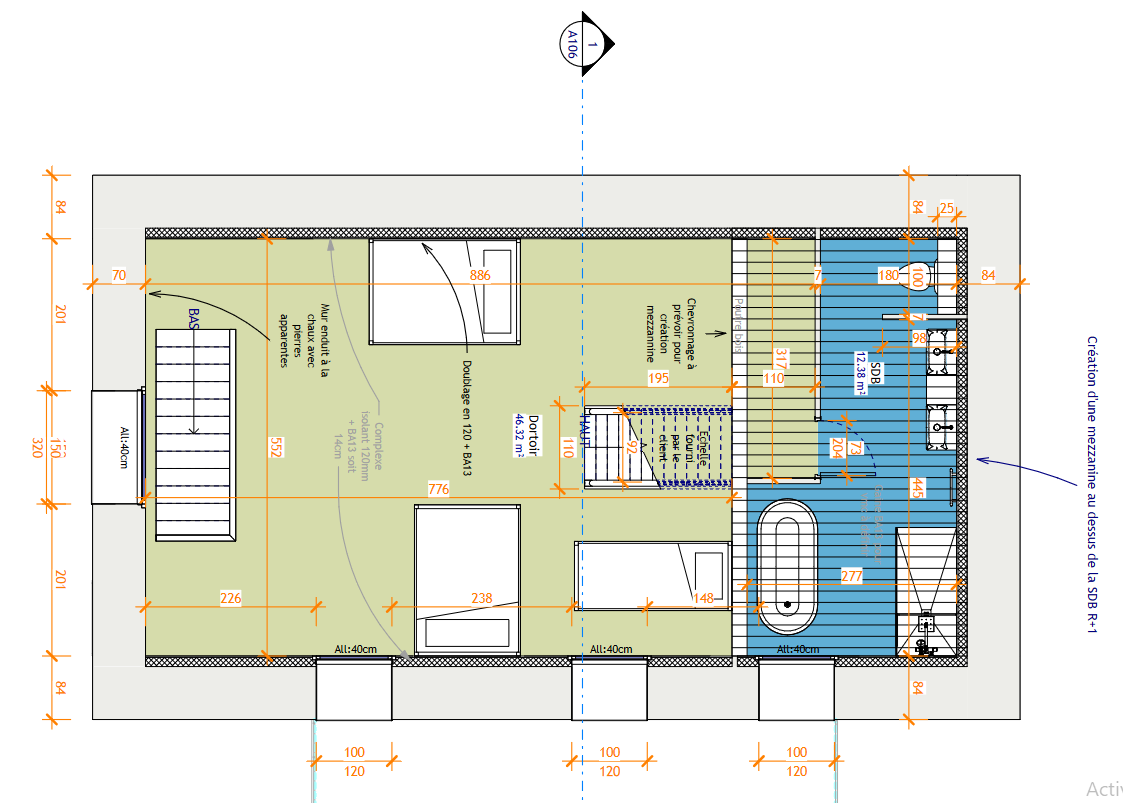 1
A106
84
201
150
320
201
84
70
886
7
180
100
84
25
84
7
98
BAS
Mur enduit à la
chaux avec
pierres
apparentes
Chevronnage à
prévoir pour
création
mezzannine
Poutre bois
317
110
195
SDB
12.38 m²
Doublage en 120 + BA13
Complexe
isolant 120mm
+ BA13 soit
14cm
Dortoir
46.32 m²
HAUT
110
92
Echelle
fourni
par le
client
204
73
552
776
445
277
226
238
148
All:40cm
All:40cm
All:40cm
All:40cm
84
100
120
100
120
100
120
Création d'une mezzanine au dessus de la SDB R+1
Activ